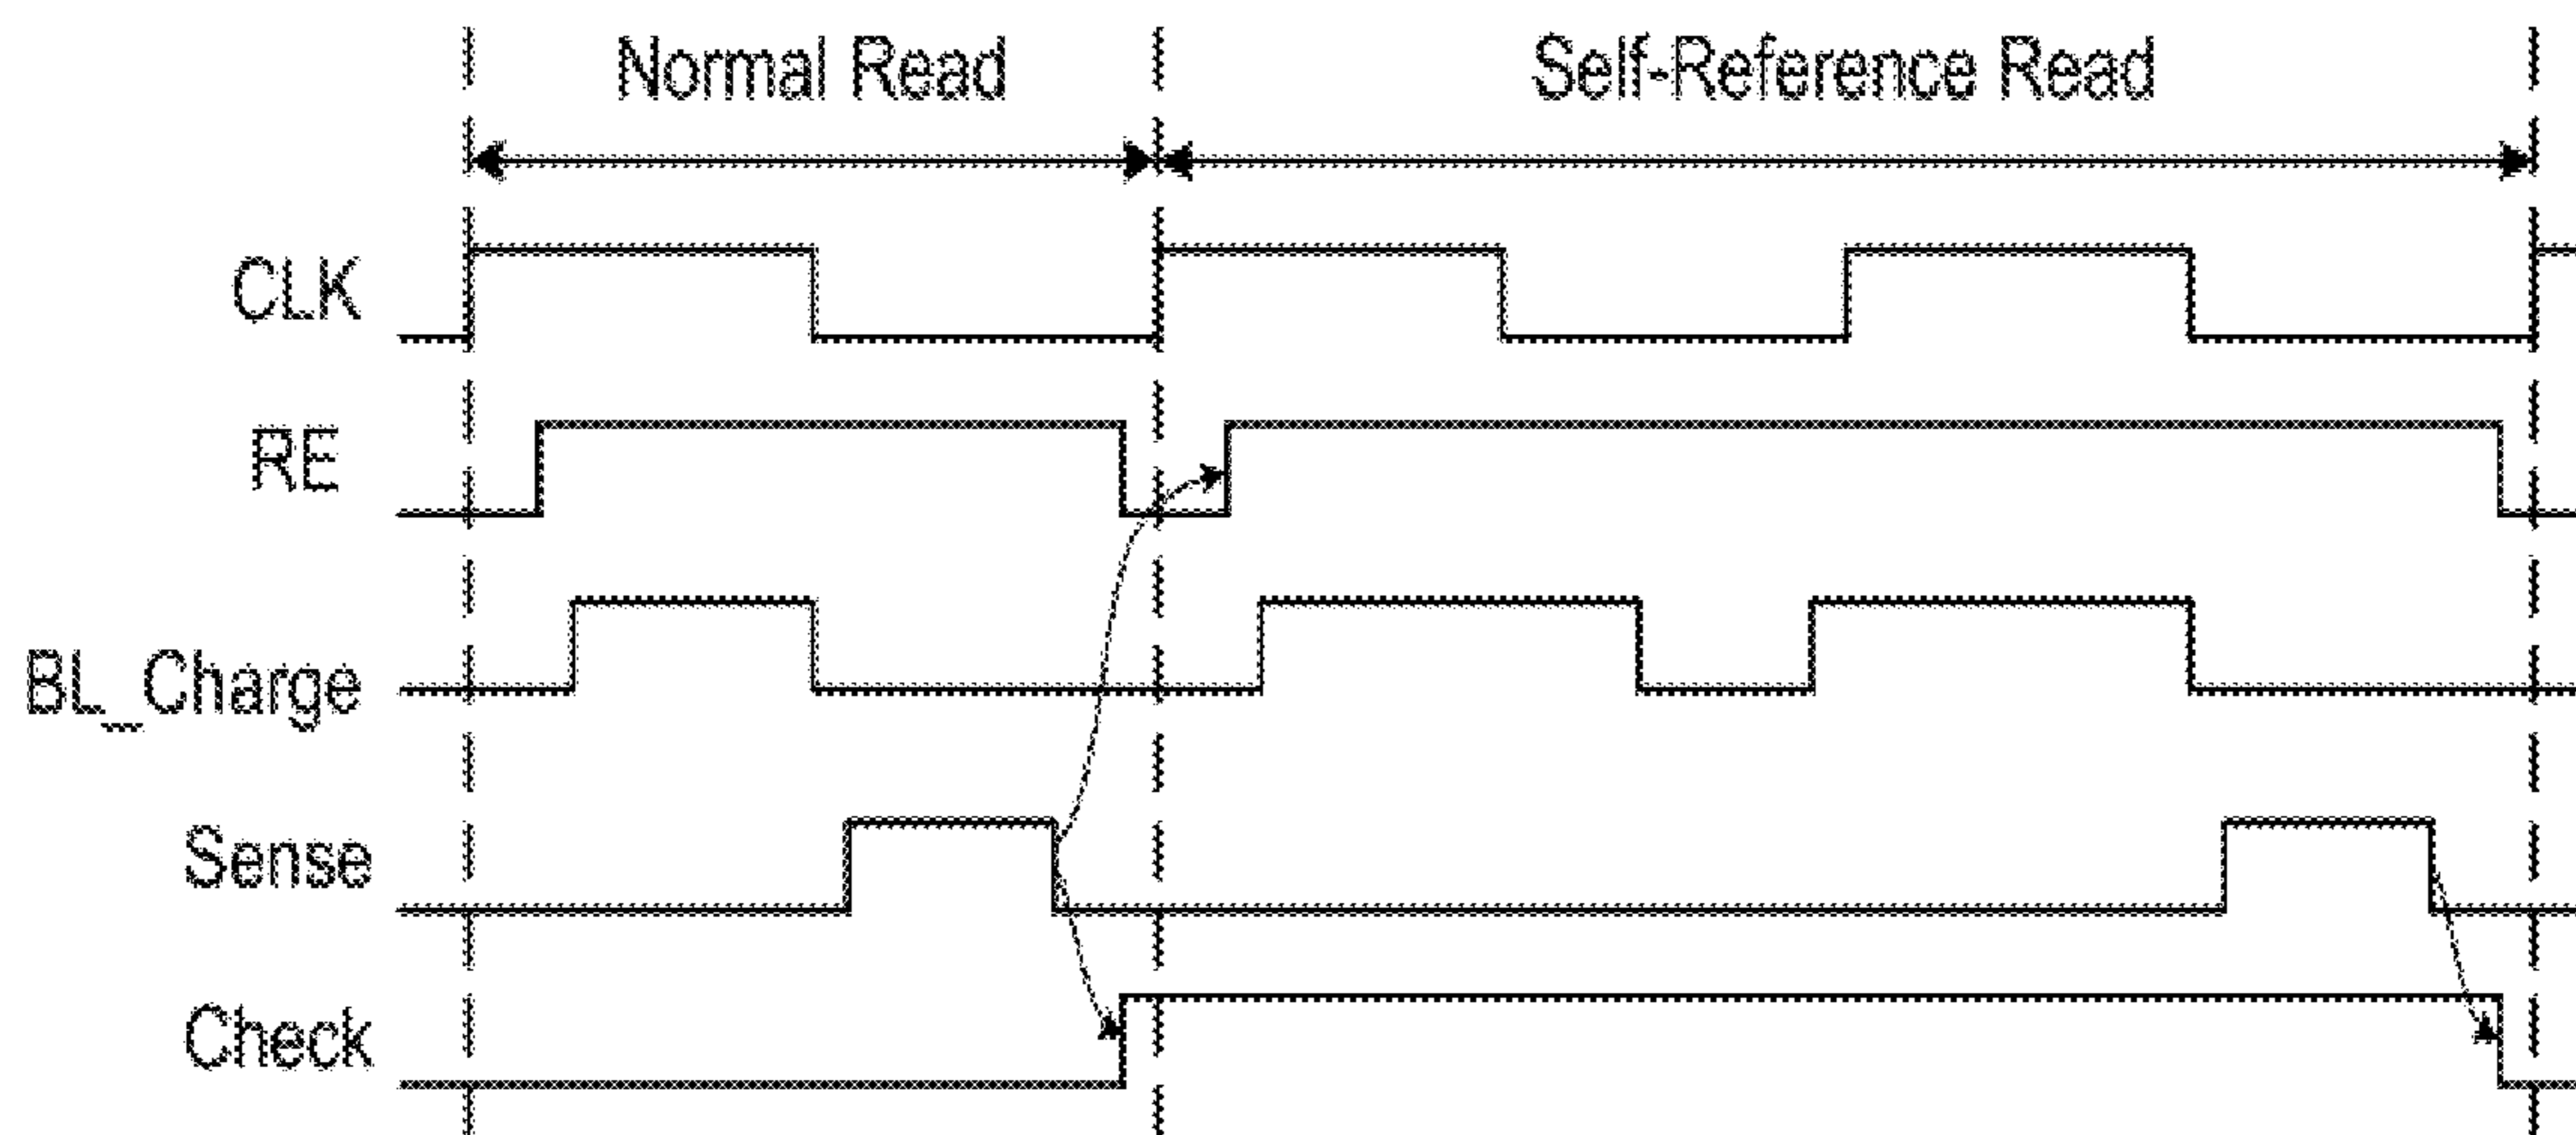 Normal Read
Self-Reference Read
CLK
RE
BL_Charge
Sense
Check